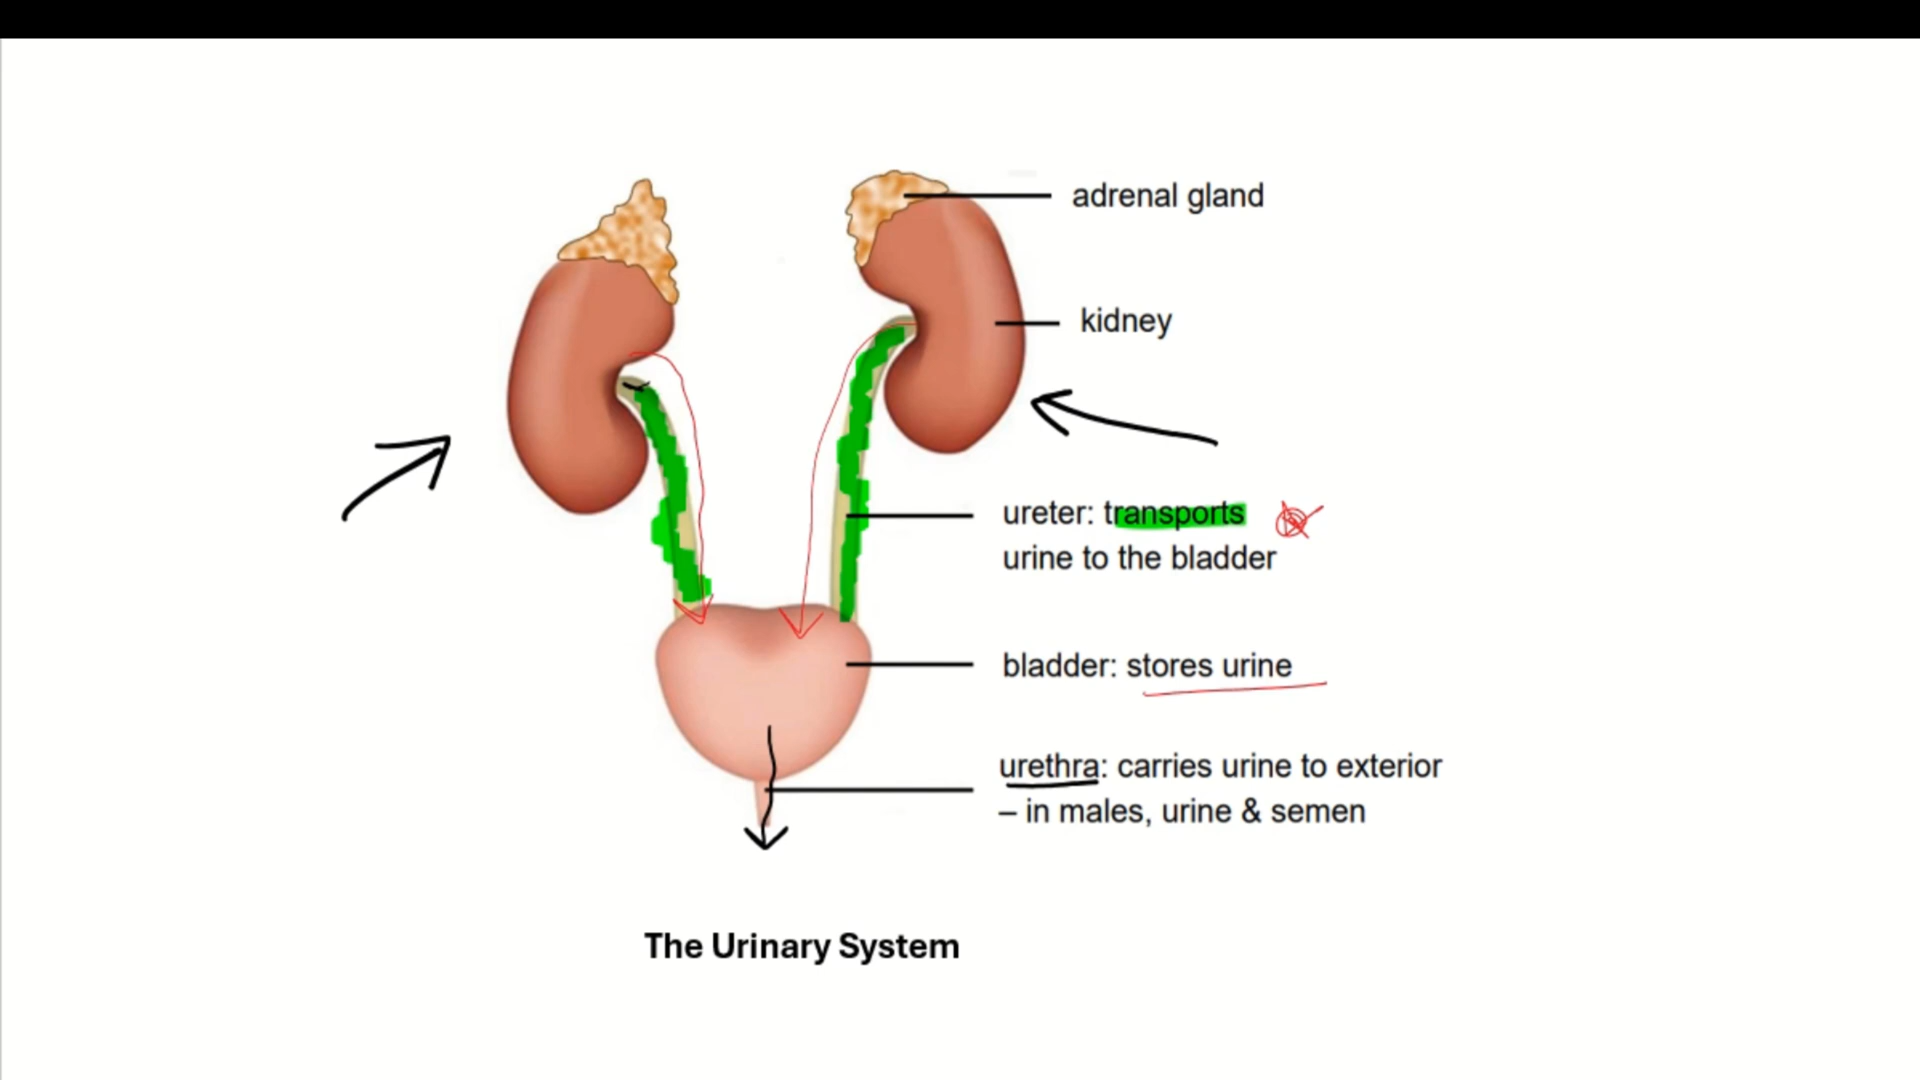 adrenal gland
kidney
ureter: transports
urine to the bladder
bladder: stores urine
urethra: carries urine to exterior
– in males, urine & semen
The Urinary System